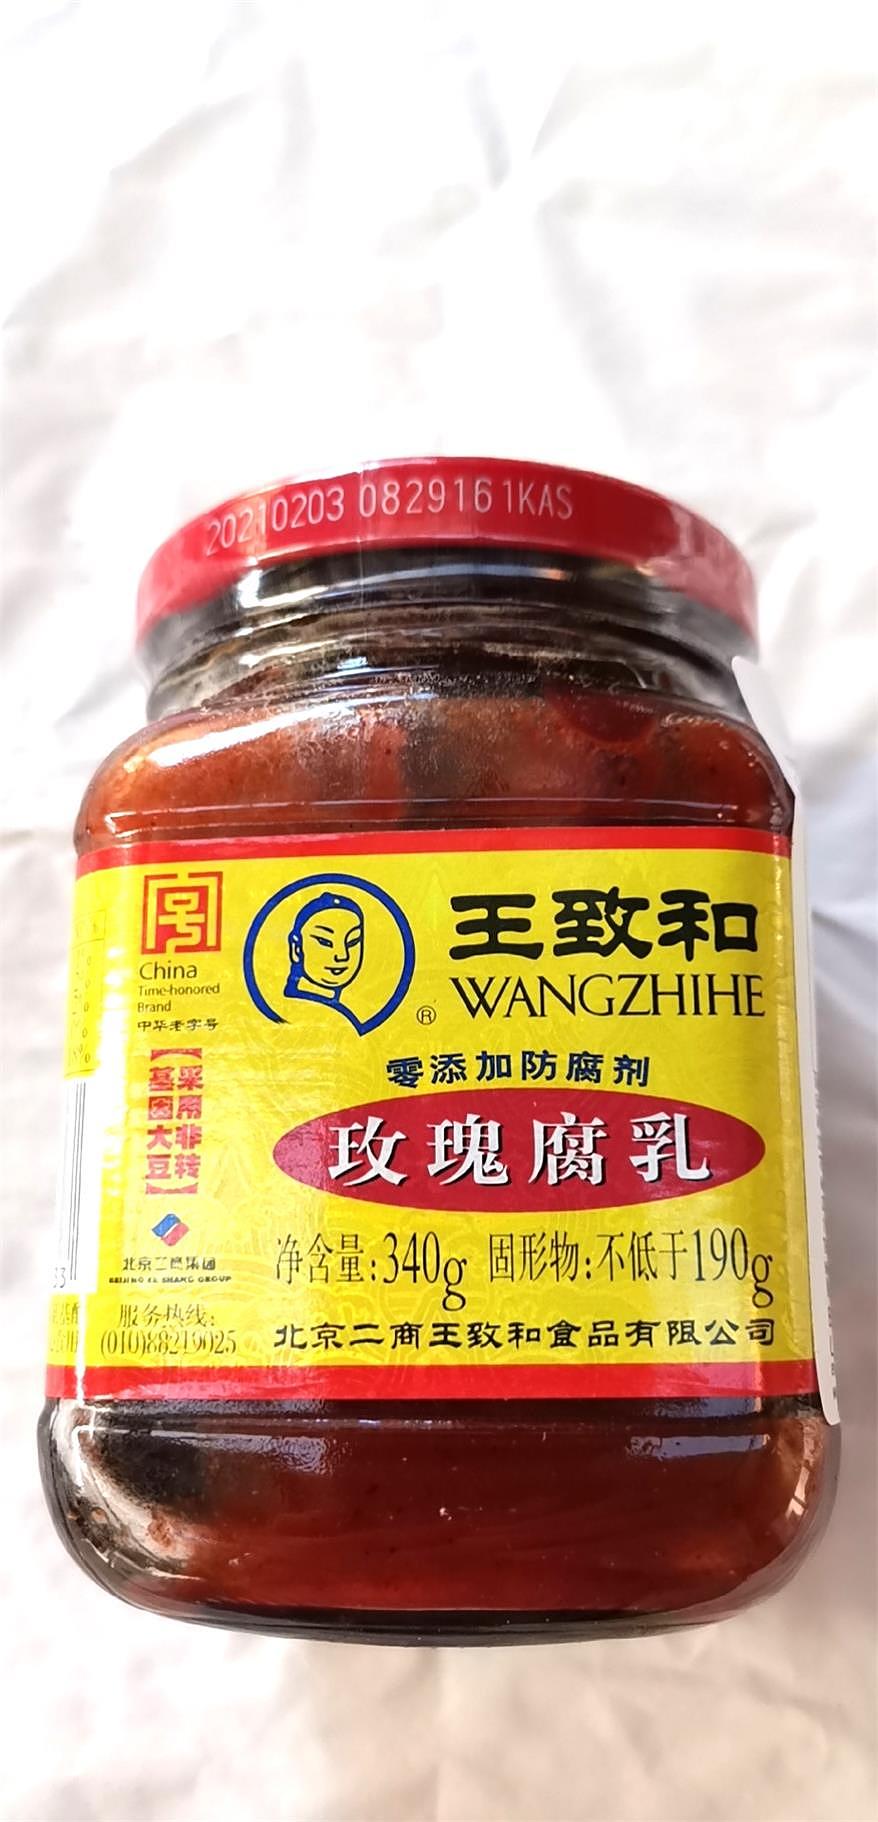 20210203 082916 1KAS
China
Time-honored
Brand
中华老字号
王致和
®
WANGZHIHE
零添加防腐剂
采用非转
基因大豆
玫瑰腐乳
净含量:340g 固形物:不低于190g
北京二商集团
BEIJING ER SHANG GROUP
服务热线:
(010)88219025
北京二商王致和食品有限公司